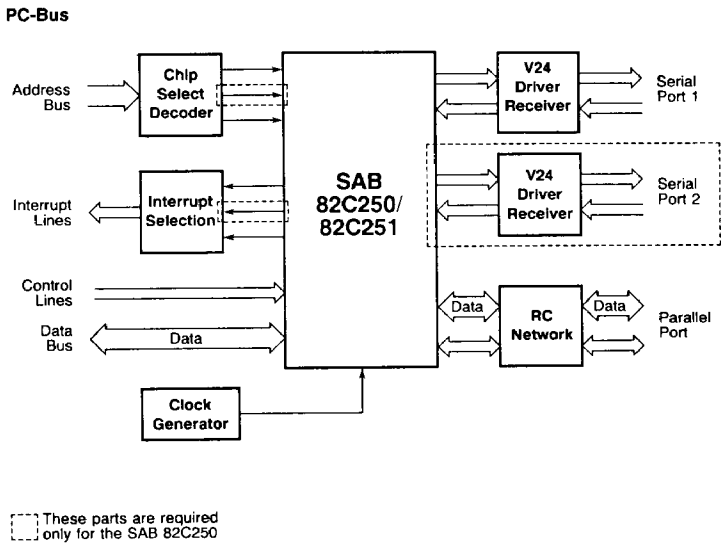 PC-Bus
Address
Bus
Chip
Select
Decoder
Interrupt
Lines
Interrupt
Selection
Control
Lines
Data
Bus
Data
Clock
Generator
SAB
82C250/
82C251
V24
Driver
Receiver
Serial
Port 1
V24
Driver
Receiver
Serial
Port 2
Data
RC
Network
Data
Parallel
Port
These parts are required
only for the SAB 82C250